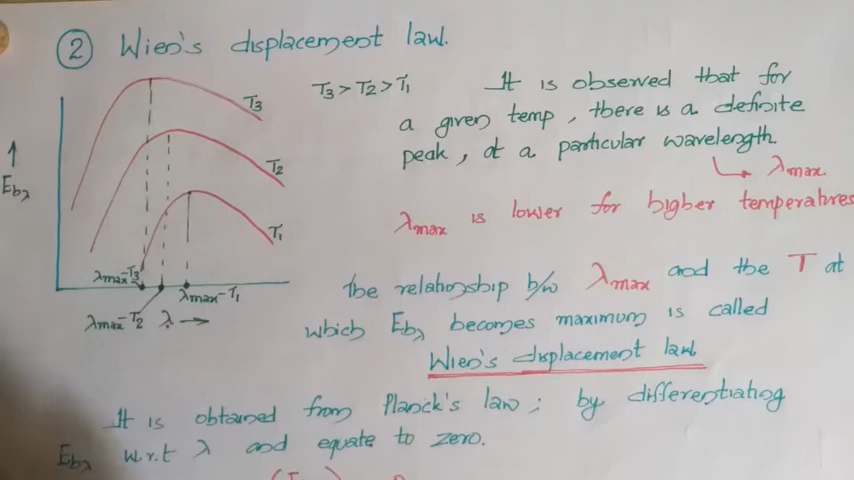 ② Wien's displacement law.
T3 > T2 > T1
It is observed that for
a given temp, there is a definite
peak, at a particular wavelength.
λmax.
λmax is lower for higher temperatures
T3
T2
T1
Ebλ
λmax-T3
λmax-T1
λmax-T2
λ
the relationship b/w λmax and the T at
which Ebλ becomes maximum is called
Wien's displacement law
It is obtained from Planck's law; by differentiating
Ebλ w.r.t λ and equate to zero.